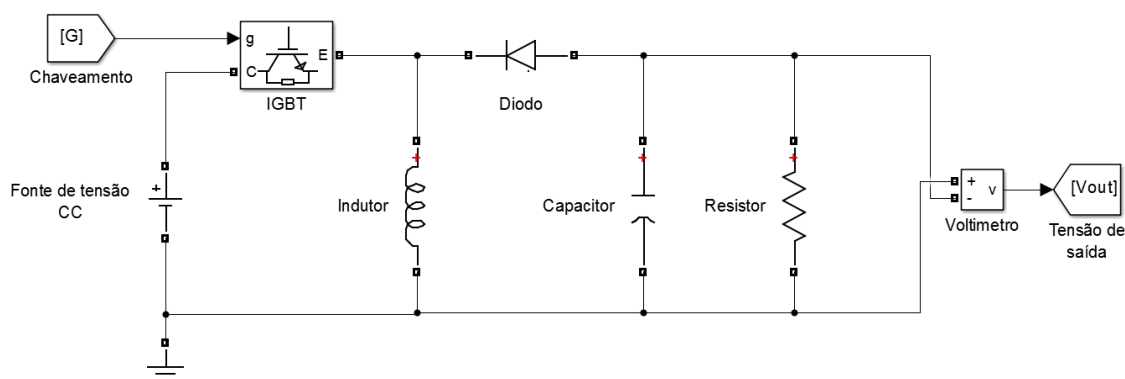 [G]
Chaveamento
g
C
E
IGBT
Diodo
Fonte de tensão
CC
+
Indutor
+
Capacitor
+
Resistor
+
+
-
v
Voltimetro
[Vout]
Tensão de
saída